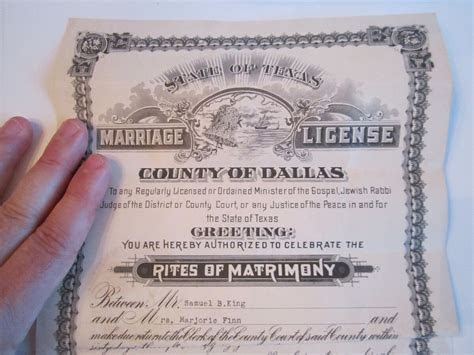 STATE OF TEXAS
MARRIAGE LICENSE
COUNTY OF DALLAS
To any Regularly Licensed or Ordained Minister of the Gospel, Jewish Rabbi
Judge of the District or County Court, or any Justice of the Peace in and for
the State of Texas
GREETING:
YOU ARE HEREBY AUTHORIZED TO CELEBRATE THE
RITES OF MATRIMONY
Between Mr. Samuel B. King
and Mrs. Marjorie Finn and
make due return to the Clerk of the County Court of said County within